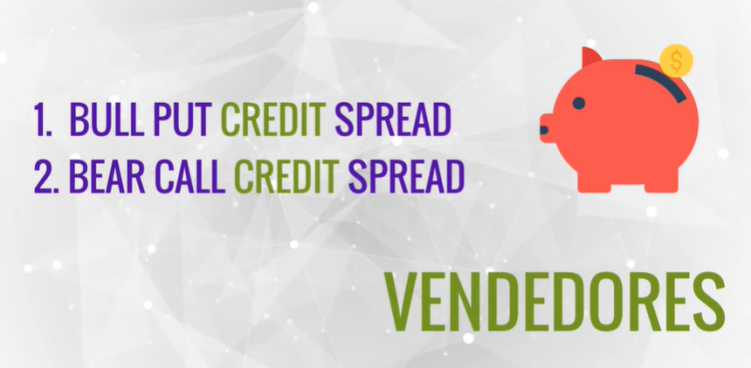 1. BULL PUT CREDIT SPREAD
2. BEAR CALL CREDIT SPREAD
$
VENDEDORES